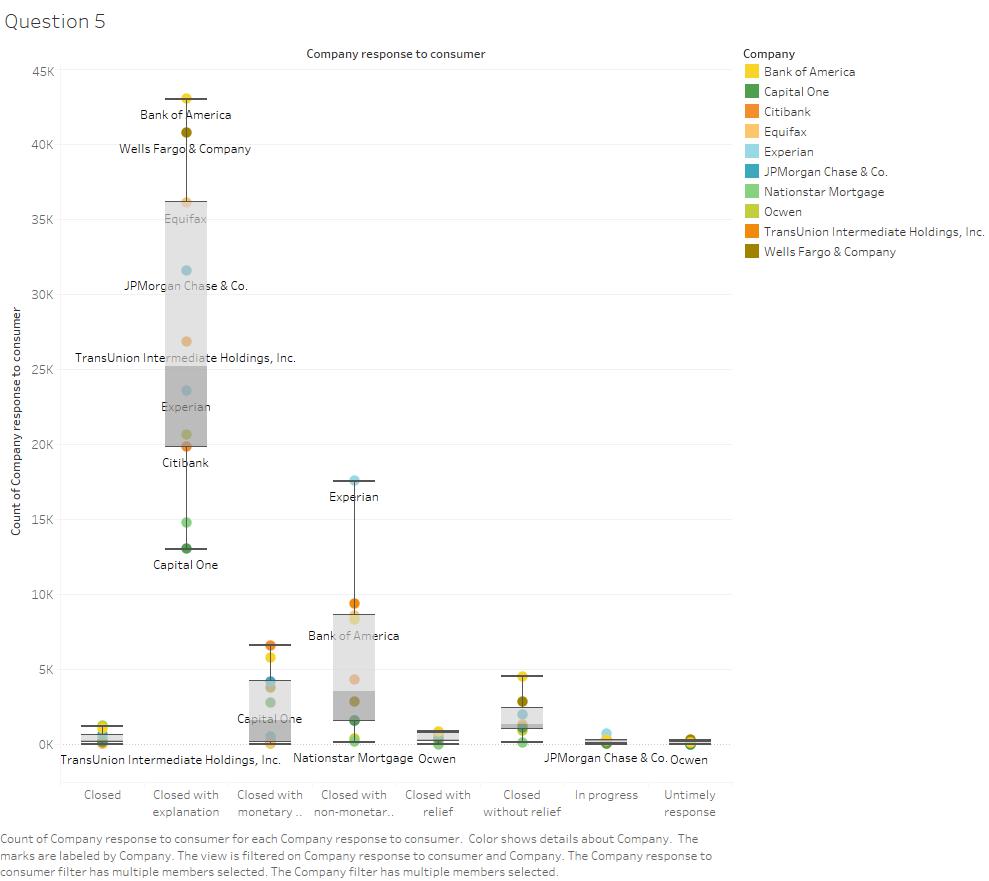 Question 5
Company response to consumer
Company
Bank of America
Capital One
Citibank
Equifax
Experian
JPMorgan Chase & Co.
Nationstar Mortgage
Ocwen
TransUnion Intermediate Holdings, Inc.
Wells Fargo & Company
Count of Company response to consumer
45K
40K
35K
30K
25K
20K
15K
10K
5K
0K
Bank of America
Wells Fargo & Company
Equifax
JPMorgan Chase & Co.
TransUnion Intermediate Holdings, Inc.
Experian
Citibank
Capital One
Experian
Bank of America
Capital One
TransUnion Intermediate Holdings, Inc.
Nationstar Mortgage
Ocwen
JPMorgan Chase & Co.
Ocwen
Closed
Closed with
explanation
Closed with
monetary ..
Closed with
non-monetar..
Closed with
relief
Closed
without relief
In progress
Untimely
response
Count of Company response to consumer for each Company response to consumer. Color shows details about Company. The
marks are labeled by Company. The view is filtered on Company response to consumer and Company. The Company response to
consumer filter has multiple members selected. The Company filter has multiple members selected.